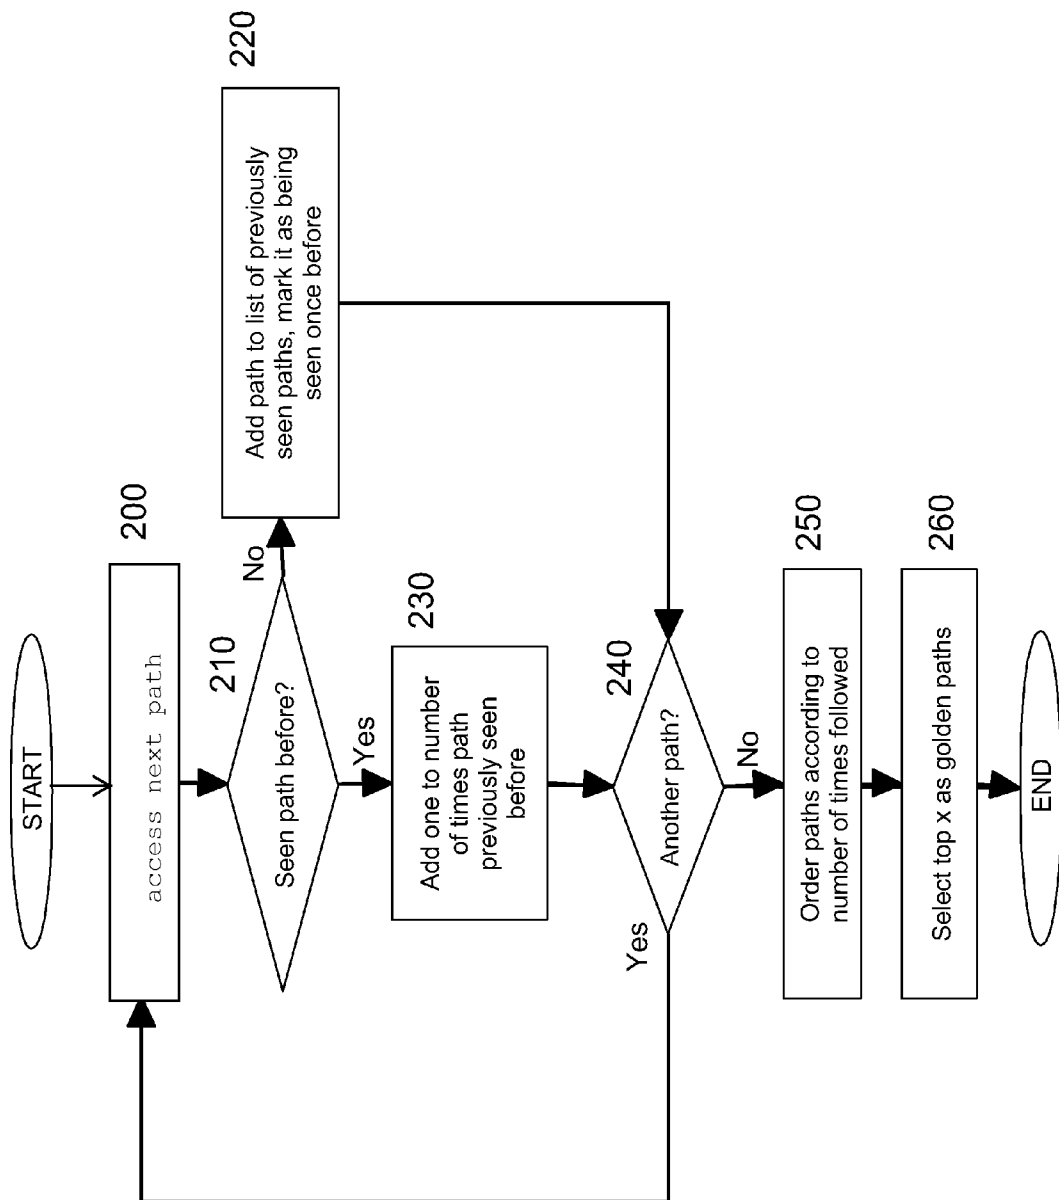 START
200
access next path
210
Seen path before?
No
220
Add path to list of previously
seen paths, mark it as being
seen once before
Yes
230
Add one to number
of times path
previously seen
before
240
Another path?
Yes
No
250
Order paths according to
number of times followed
260
Select top x as golden paths
END